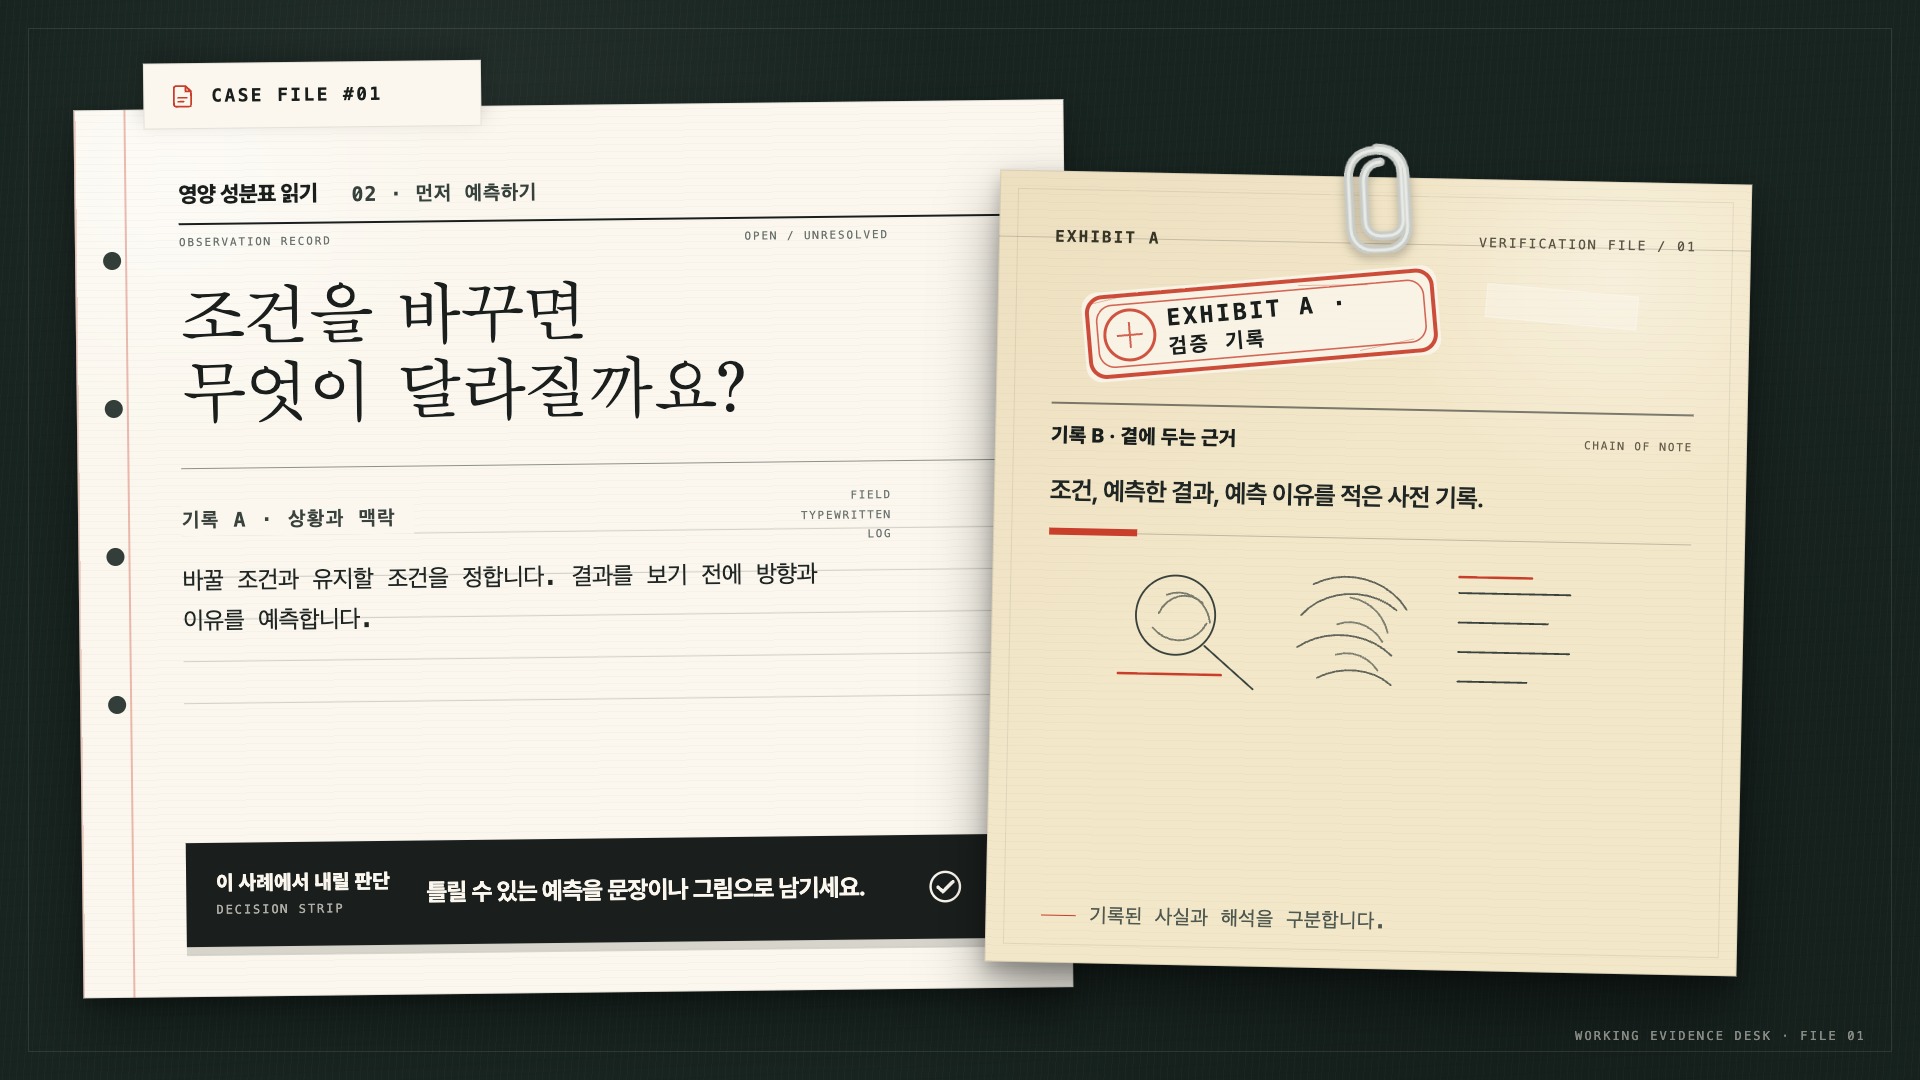 CASE FILE #01
영양 성분표 읽기 02 · 먼저 예측하기
OBSERVATION RECORD
OPEN / UNRESOLVED
조건을 바꾸면
무엇이 달라질까요?
기록 A · 상황과 맥락
FIELD
TYPEWRITTEN
LOG
바꿀 조건과 유지할 조건을 정합니다. 결과를 보기 전에 방향과
이유를 예측합니다.
이 사례에서 내릴 판단
DECISION STRIP
틀릴 수 있는 예측을 문장이나 그림으로 남기세요.
EXHIBIT A
VERIFICATION FILE / 01
EXHIBIT A ·
검증 기록
기록 B · 곁에 두는 근거
CHAIN OF NOTE
조건, 예측한 결과, 예측 이유를 적은 사전 기록.
기록된 사실과 해석을 구분합니다.
WORKING EVIDENCE DESK · FILE 01